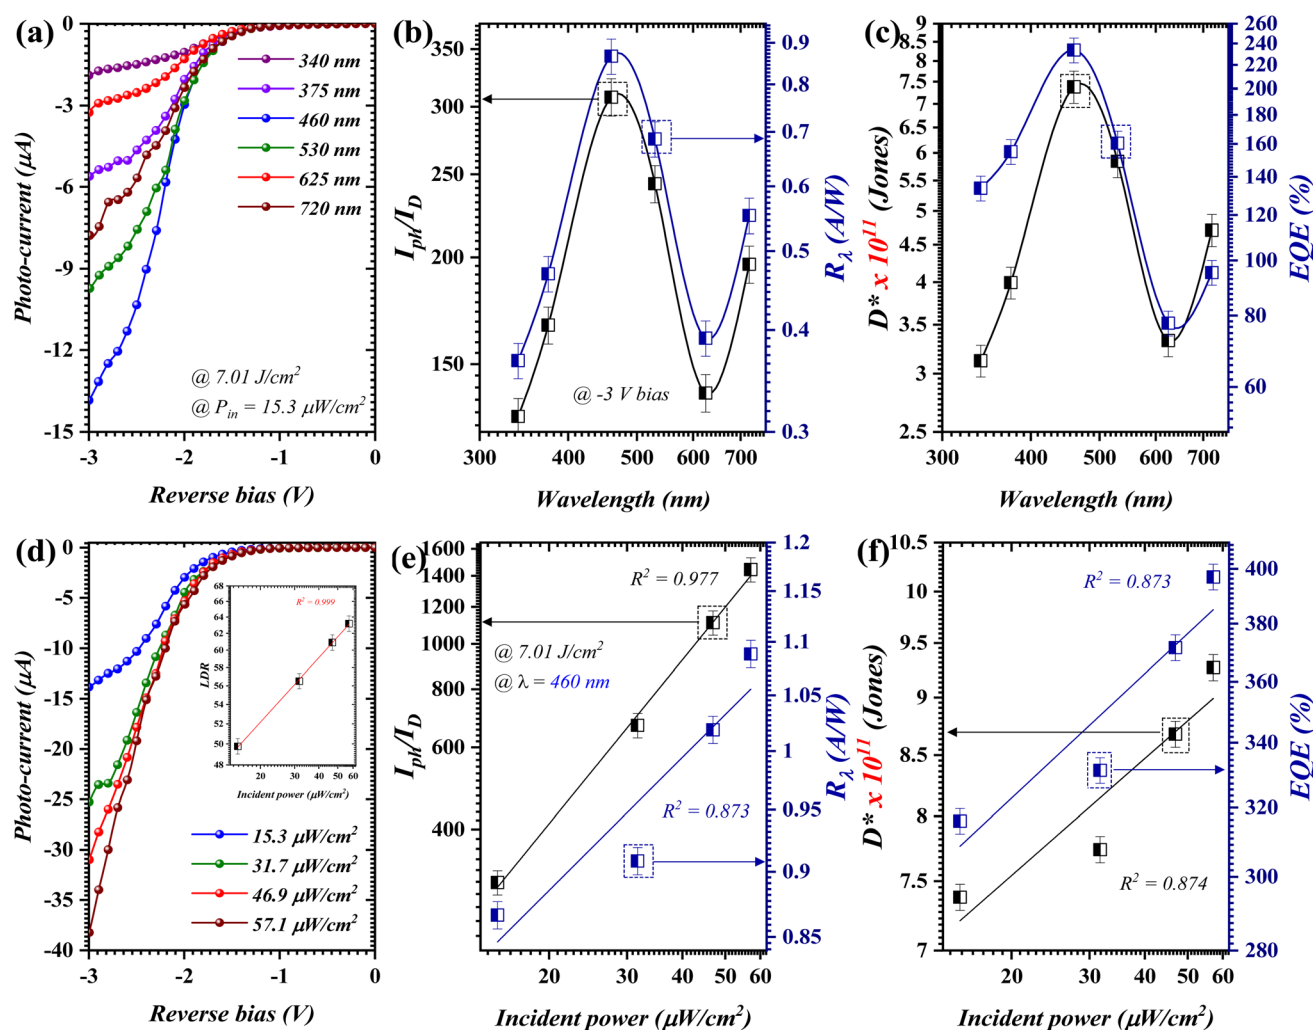 (a)
0
-3
-6
-9
-12
-15
Photo-current (μA)
340 nm
375 nm
460 nm
530 nm
625 nm
720 nm
@ 7.01 J/cm²
@ Pin = 15.3 μW/cm²
-3
-2
-1
0
Reverse bias (V)
(b)
350
300
250
200
150
Iph/ID
@ -3 V bias
0.9
0.8
0.7
0.6
0.5
0.4
0.3
Rλ (A/W)
300
400
500
600
700
Wavelength (nm)
(c)
9
8.5
8
7.5
7
6.5
6
5.5
5
4.5
4
3.5
3
2.5
D* x 10¹¹ (Jones)
260
240
220
200
180
160
140
120
100
80
60
EQE (%)
300
400
500
600
700
Wavelength (nm)
(d)
0
-5
-10
-15
-20
-25
-30
-35
-40
Photo-current (μA)
R² = 0.999
68
66
64
62
60
58
56
54
52
50
48
LDR
20
30
40
50
60
Incident power (μW/cm²)
15.3 μW/cm²
31.7 μW/cm²
46.9 μW/cm²
57.1 μW/cm²
-3
-2
-1
0
Reverse bias (V)
(e)
1600
1400
1200
1000
800
600
400
Iph/ID
R² = 0.977
@ 7.01 J/cm²
@ λ = 460 nm
R² = 0.873
1.2
1.15
1.1
1.05
1
0.95
0.9
0.85
Rλ (A/W)
20
30
40
50
60
Incident power (μW/cm²)
(f)
10.5
10
9.5
9
8.5
8
7.5
7
D* x 10¹¹ (Jones)
R² = 0.873
R² = 0.874
400
380
360
340
320
300
280
EQE (%)
20
30
40
50
60
Incident power (μW/cm²)